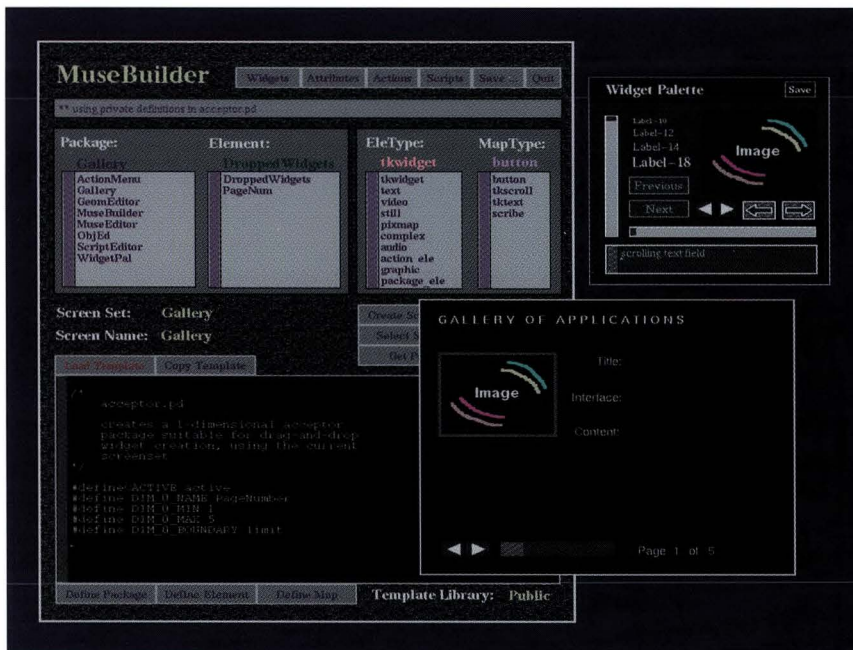 MuseBuilder
Widgets Attributes Actions Scripts Save ... Quit
** using private definitions in acceptor.pd
Package:
Gallery
ActionMenu
Gallery
GeomEditor
MuseBuilder
MuseEditor
ObjEd
ScriptEditor
WidgetPal
Element:
DroppedWidgets
DroppedWidgets
PageNum
EleType:
tkwidget
tkwidget
text
video
still
pixmap
complex
audio
action_ele
graphic
package_ele
MapType:
button
button
tkscroll
tktext
scribe
Screen Set: Gallery
Screen Name: Gallery
Create
Select
Get
Load Template Copy Template
/*
acceptor.pd
creates a 1-dimensional acceptor
package suitable for drag-and-drop
widget creation, using the current
screenset
*/
#define ACTIVE active
#define DIM_0_NAME PageNumber
#define DIM_0_MIN 1
#define DIM_0_MAX 5
#define DIM_0_BOUNDARY limit
Define Package Define Element Define Map Template Library: Public
Widget Palette Save
Label-10
Label-12
Label-14
Label-18
Image
Previous
Next
scrolling text field
GALLERY OF APPLICATIONS
Image
Title:
Interface:
Content:
Page 1 of 5